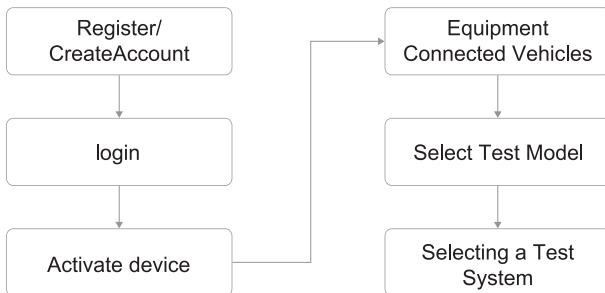 Register/
CreateAccount
login
Activate device
Equipment
Connected Vehicles
Select Test Model
Selecting a Test
System